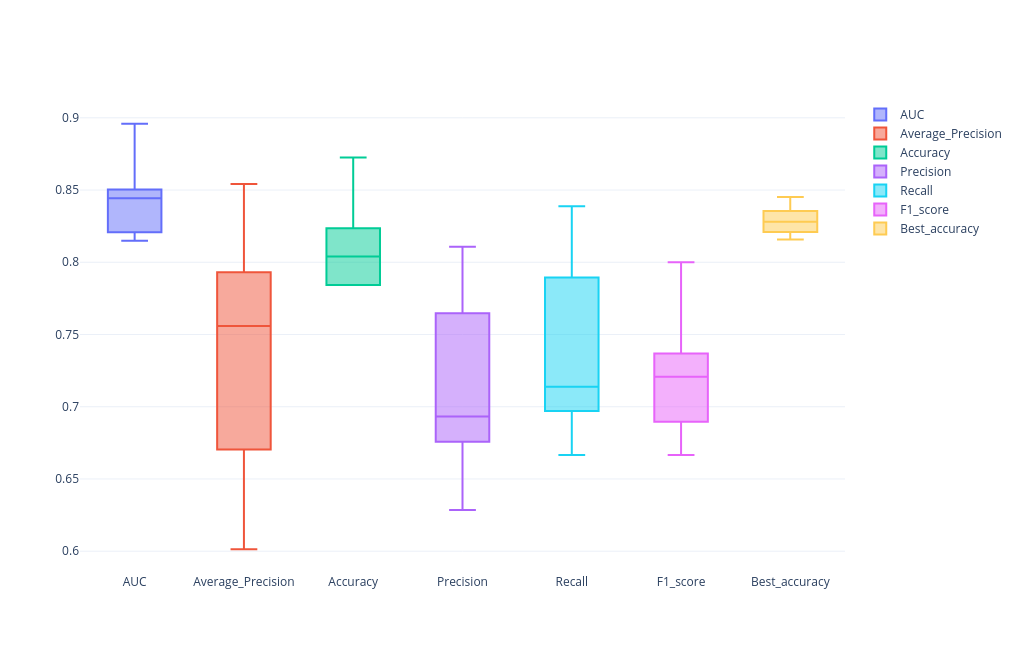 0.9
0.85
0.8
0.75
0.7
0.65
0.6
AUC
Average_Precision
Accuracy
Precision
Recall
F1_score
Best_accuracy
AUC
Average_Precision
Accuracy
Precision
Recall
F1_score
Best_accuracy